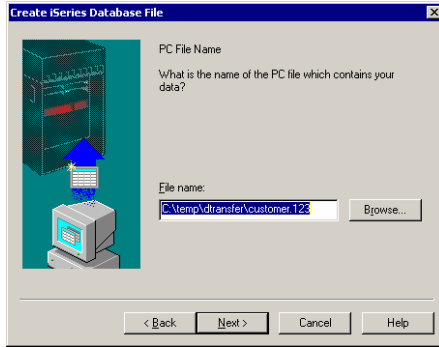 Create iSeries Database File
PC File Name
What is the name of the PC file which contains your
data?
File name:
C:\temp\dtransfer\customer.123
Browse...
< Back
Next >
Cancel
Help